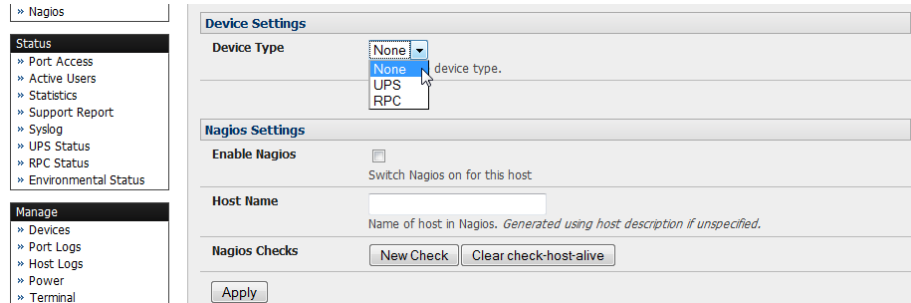 » Nagios
Status
» Port Access
» Active Users
» Statistics
» Support Report
» Syslog
» UPS Status
» RPC Status
» Environmental Status
Manage
» Devices
» Port Logs
» Host Logs
» Power
» Terminal
Device Settings
Device Type
None
None
UPS
RPC
device type.
Nagios Settings
Enable Nagios
Switch Nagios on for this host
Host Name
Name of host in Nagios. Generated using host description if unspecified.
Nagios Checks
New Check
Clear check-host-alive
Apply